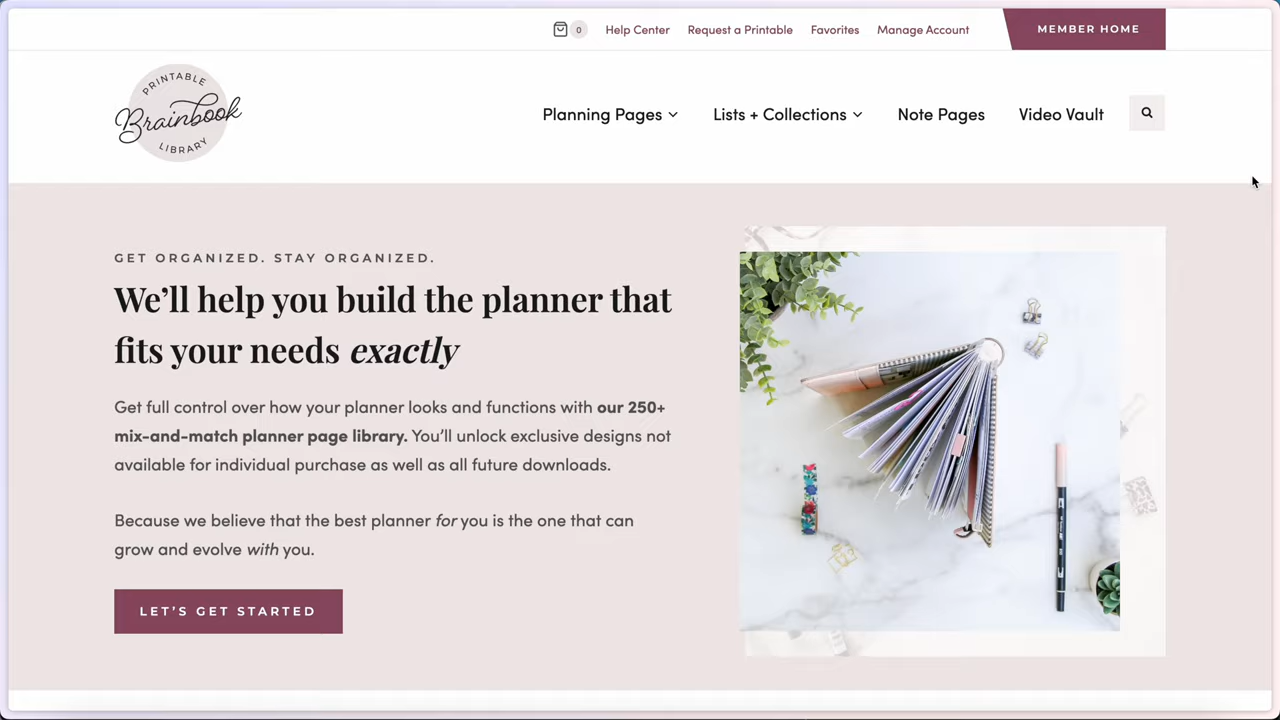 0 Help Center Request a Printable Favorites Manage Account MEMBER HOME
PRINTABLE
Brainbook
LIBRARY
Planning Pages Lists + Collections Note Pages Video Vault
GET ORGANIZED. STAY ORGANIZED.
We’ll help you build the planner that
fits your needs exactly
Get full control over how your planner looks and functions with our 250+
mix-and-match planner page library. You’ll unlock exclusive designs not
available for individual purchase as well as all future downloads.
Because we believe that the best planner for you is the one that can
grow and evolve with you.
LET’S GET STARTED